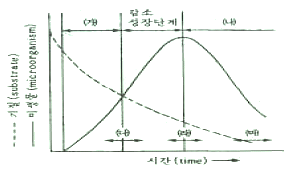 감소
성장단계
(가)
(나)
기질(substrate)
미생물(microorganism)
(다)
(라)
(마)
시간(time)